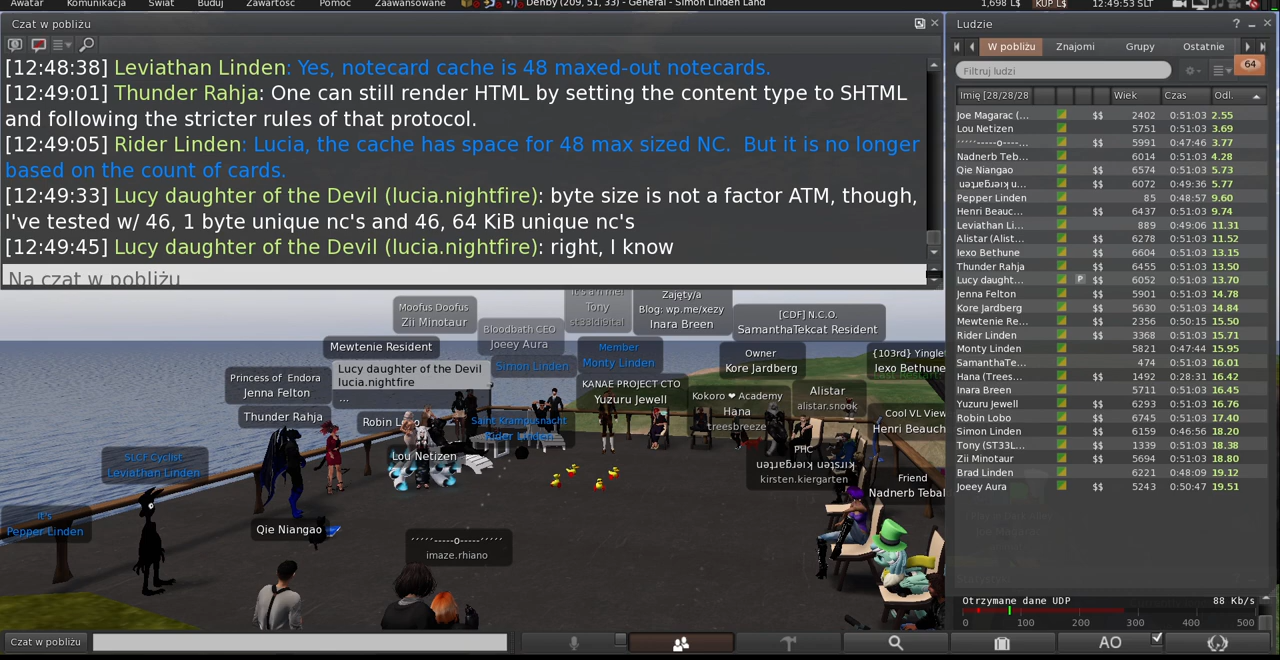 Awatar Komunikacja Świat Buduj Zawartość Pomoc Zaawansowane Denby (209, 51, 33) - General - Simon Linden Land 1,698 L$ KUP L$ 12:49:53 SLT
Czat w pobliżu
[12:48:38] Leviathan Linden: Yes, notecard cache is 48 maxed-out notecards.
[12:49:01] Thunder Rahja: One can still render HTML by setting the content type to SHTML
and following the stricter rules of that protocol.
[12:49:05] Rider Linden: Lucia, the cache has space for 48 max sized NC. But it is no longer
based on the count of cards.
[12:49:33] Lucy daughter of the Devil (lucia.nightfire): byte size is not a factor ATM, though,
I've tested w/ 46, 1 byte unique nc's and 46, 64 KiB unique nc's
[12:49:45] Lucy daughter of the Devil (lucia.nightfire): right, I know
Na czat w pobliżu
It's a h me!
Tony
st33ldi9ital
Zajęty/a
Blog: wp.me/xezy
Inara Breen
Moofus Doofus
Zii Minotaur
[CDF] N.C.O.
SamanthaTekcat Resident
Bloodbath CEO
Joeey Aura
Mewtenie Resident
Member
Monty Linden
Simon Linden
Owner
Kore Jardberg
{103rd} Yingle
Iexo Bethune
Lucy daughter of the Devil
lucia.nightfire
...
Princess of Endora
Jenna Felton
KANAE PROJECT CTO
Yuzuru Jewell
Kokoro ❤ Academy
Hana
treesbreeze
Alistar
alistar.snook
Thunder Rahja
Robin Lo
Saint Krampusnacht
Rider Linden
Cool VL View
Henri Beauch
Lou Netizen
SLCF Cyclist
Leviathan Linden
PHC
uǝʇɹɐƃɹǝıʞ uǝʇsɹıʞ
kirsten.kiergarten
Friend
Nadnerb Tebal
It's
Pepper Linden
Qie Niangao
´´´´´-----o-----´´´´´
imaze.rhiano
Czat w pobliżu
Ludzie
? _ ×
W pobliżu Znajomi Grupy Ostatnie
Filtruj ludzi
64
Imię [28/28/28 Wiek Czas Odl.
Joe Magarac (... $$ 2402 0:51:03 2.55
Lou Netizen 5751 0:51:03 3.69
´´´´´-----o----... $$ 5991 0:47:46 3.77
Nadnerb Teb... 6014 0:51:03 4.28
Qie Niangao $$ 6574 0:51:03 5.73
uǝʇɹɐƃɹǝıʞ u... $$ 6072 0:49:36 5.77
Pepper Linden 85 0:48:57 9.60
Henri Beauc... $$ 6437 0:51:03 9.74
Leviathan Li... 889 0:49:06 11.31
Alistar (Alist... $$ 6278 0:51:03 11.52
Iexo Bethune $$ 6604 0:51:03 13.15
Thunder Rahja $$ 6455 0:51:03 13.50
Lucy daught... P $$ 6052 0:51:03 13.70
Jenna Felton $$ 5901 0:51:03 14.78
Kore Jardberg $$ 5630 0:51:03 14.84
Mewtenie Re... $$ 2356 0:50:15 15.50
Rider Linden $$ 3368 0:51:03 15.71
Monty Linden 5821 0:47:44 15.95
SamanthaTe... 474 0:51:03 16.01
Hana (Trees... $$ 1492 0:28:31 16.42
Inara Breen 5711 0:51:03 16.45
Yuzuru Jewell $$ 6293 0:51:03 16.76
Robin Lobo $$ 6745 0:51:03 17.40
Simon Linden $$ 6159 0:46:56 18.20
Tony (ST33L... $$ 1339 0:51:03 18.38
Zii Minotaur $$ 5694 0:51:03 18.80
Brad Linden 6221 0:48:09 19.12
Joeey Aura $$ 5243 0:50:47 19.51
Otrzymane dane UDP 88 Kb/s
0 100 200 300 400 500
AO